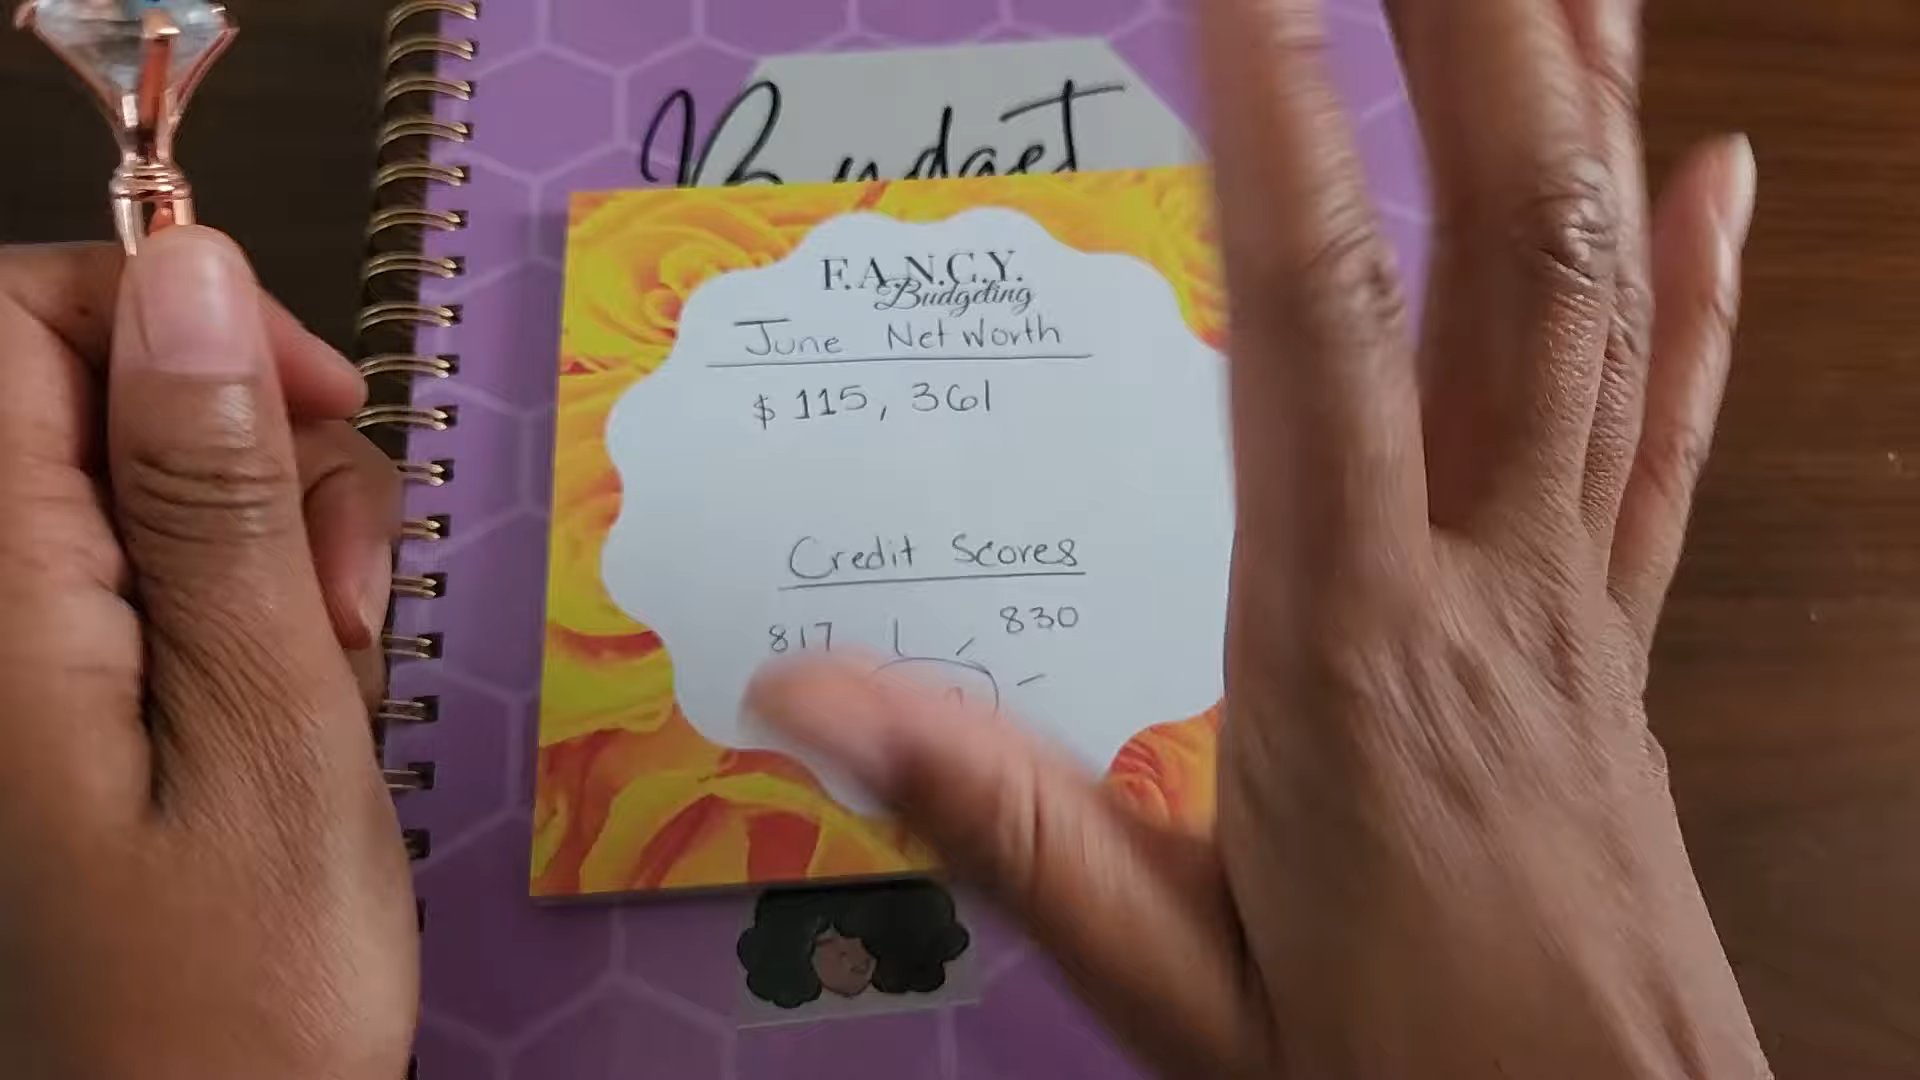 Budget
F.A.N.C.Y.
Budgeting
June Net Worth
$ 115, 361
Credit Scores
817 830